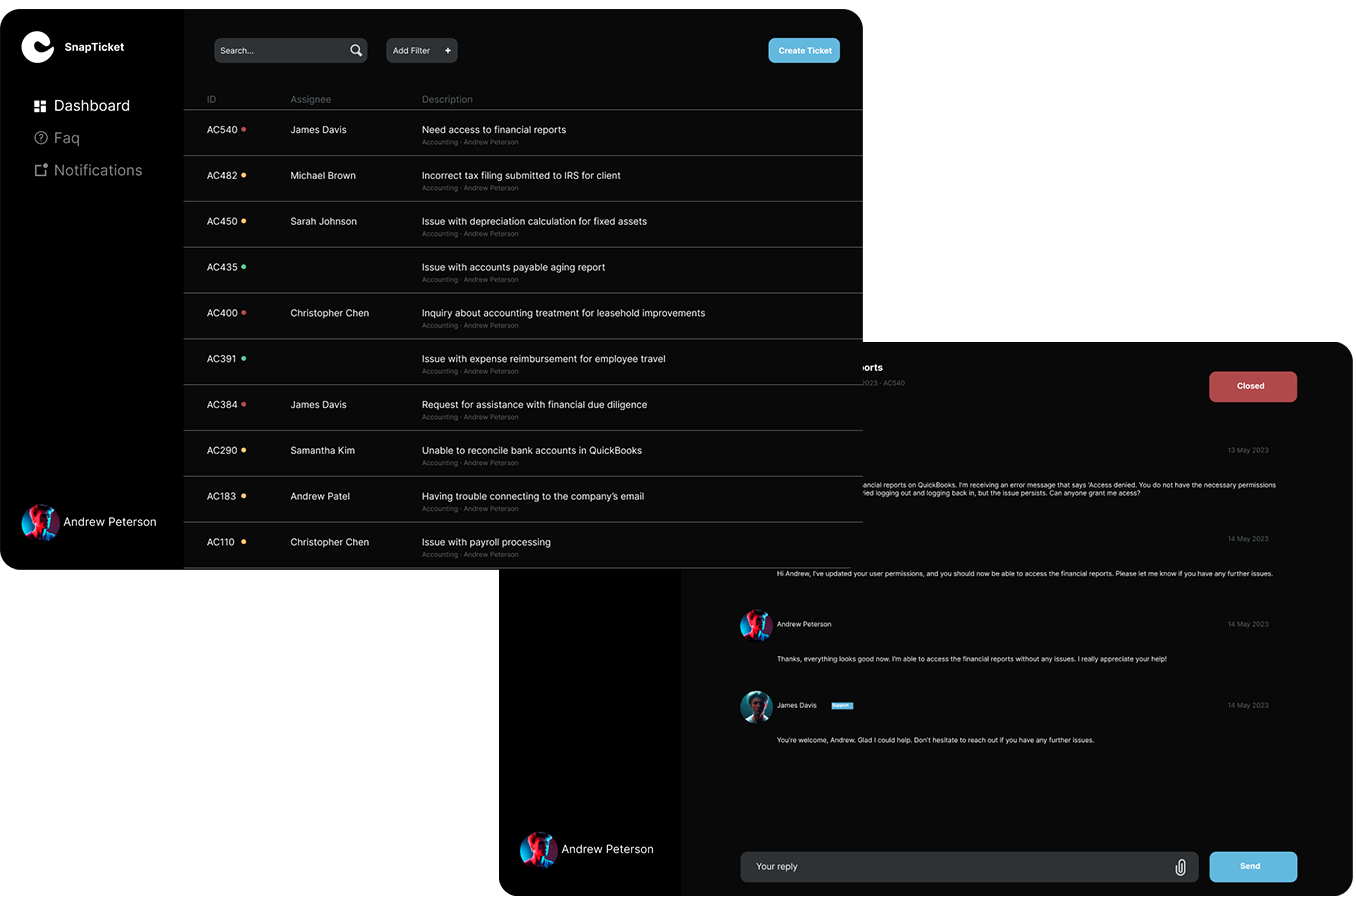 SnapTicket
Search...
Add Filter +
Create Ticket
Dashboard
Faq
Notifications
ID Assignee Description
AC540 James Davis Need access to financial reports
Accounting - Andrew Peterson
AC482 Michael Brown Incorrect tax filing submitted to IRS for client
Accounting - Andrew Peterson
AC450 Sarah Johnson Issue with depreciation calculation for fixed assets
Accounting - Andrew Peterson
AC435 Issue with accounts payable aging report
Accounting - Andrew Peterson
AC400 Christopher Chen Inquiry about accounting treatment for leasehold improvements
Accounting - Andrew Peterson
AC391 Issue with expense reimbursement for employee travel
Accounting - Andrew Peterson
AC384 James Davis Request for assistance with financial due diligence
Accounting - Andrew Peterson
AC290 Samantha Kim Unable to reconcile bank accounts in QuickBooks
Accounting - Andrew Peterson
AC183 Andrew Patel Having trouble connecting to the company's email
Accounting - Andrew Peterson
AC110 Christopher Chen Issue with payroll processing
Accounting - Andrew Peterson
Andrew Peterson
orts
2023 · AC540
Closed
13 May 2023
ancial reports on QuickBooks. I'm receiving an error message that says 'Access denied. You do not have the necessary permissions
ried logging out and logging back in, but the issue persists. Can anyone grant me acess?
14 May 2023
Hi Andrew, I've updated your user permissions, and you should now be able to access the financial reports. Please let me know if you have any further issues.
Andrew Peterson 14 May 2023
Thanks, everything looks good now. I'm able to access the financial reports without any issues. I really appreciate your help!
James Davis Support 14 May 2023
You're welcome, Andrew. Glad I could help. Don't hesitate to reach out if you have any further issues.
Andrew Peterson
Your reply
Send